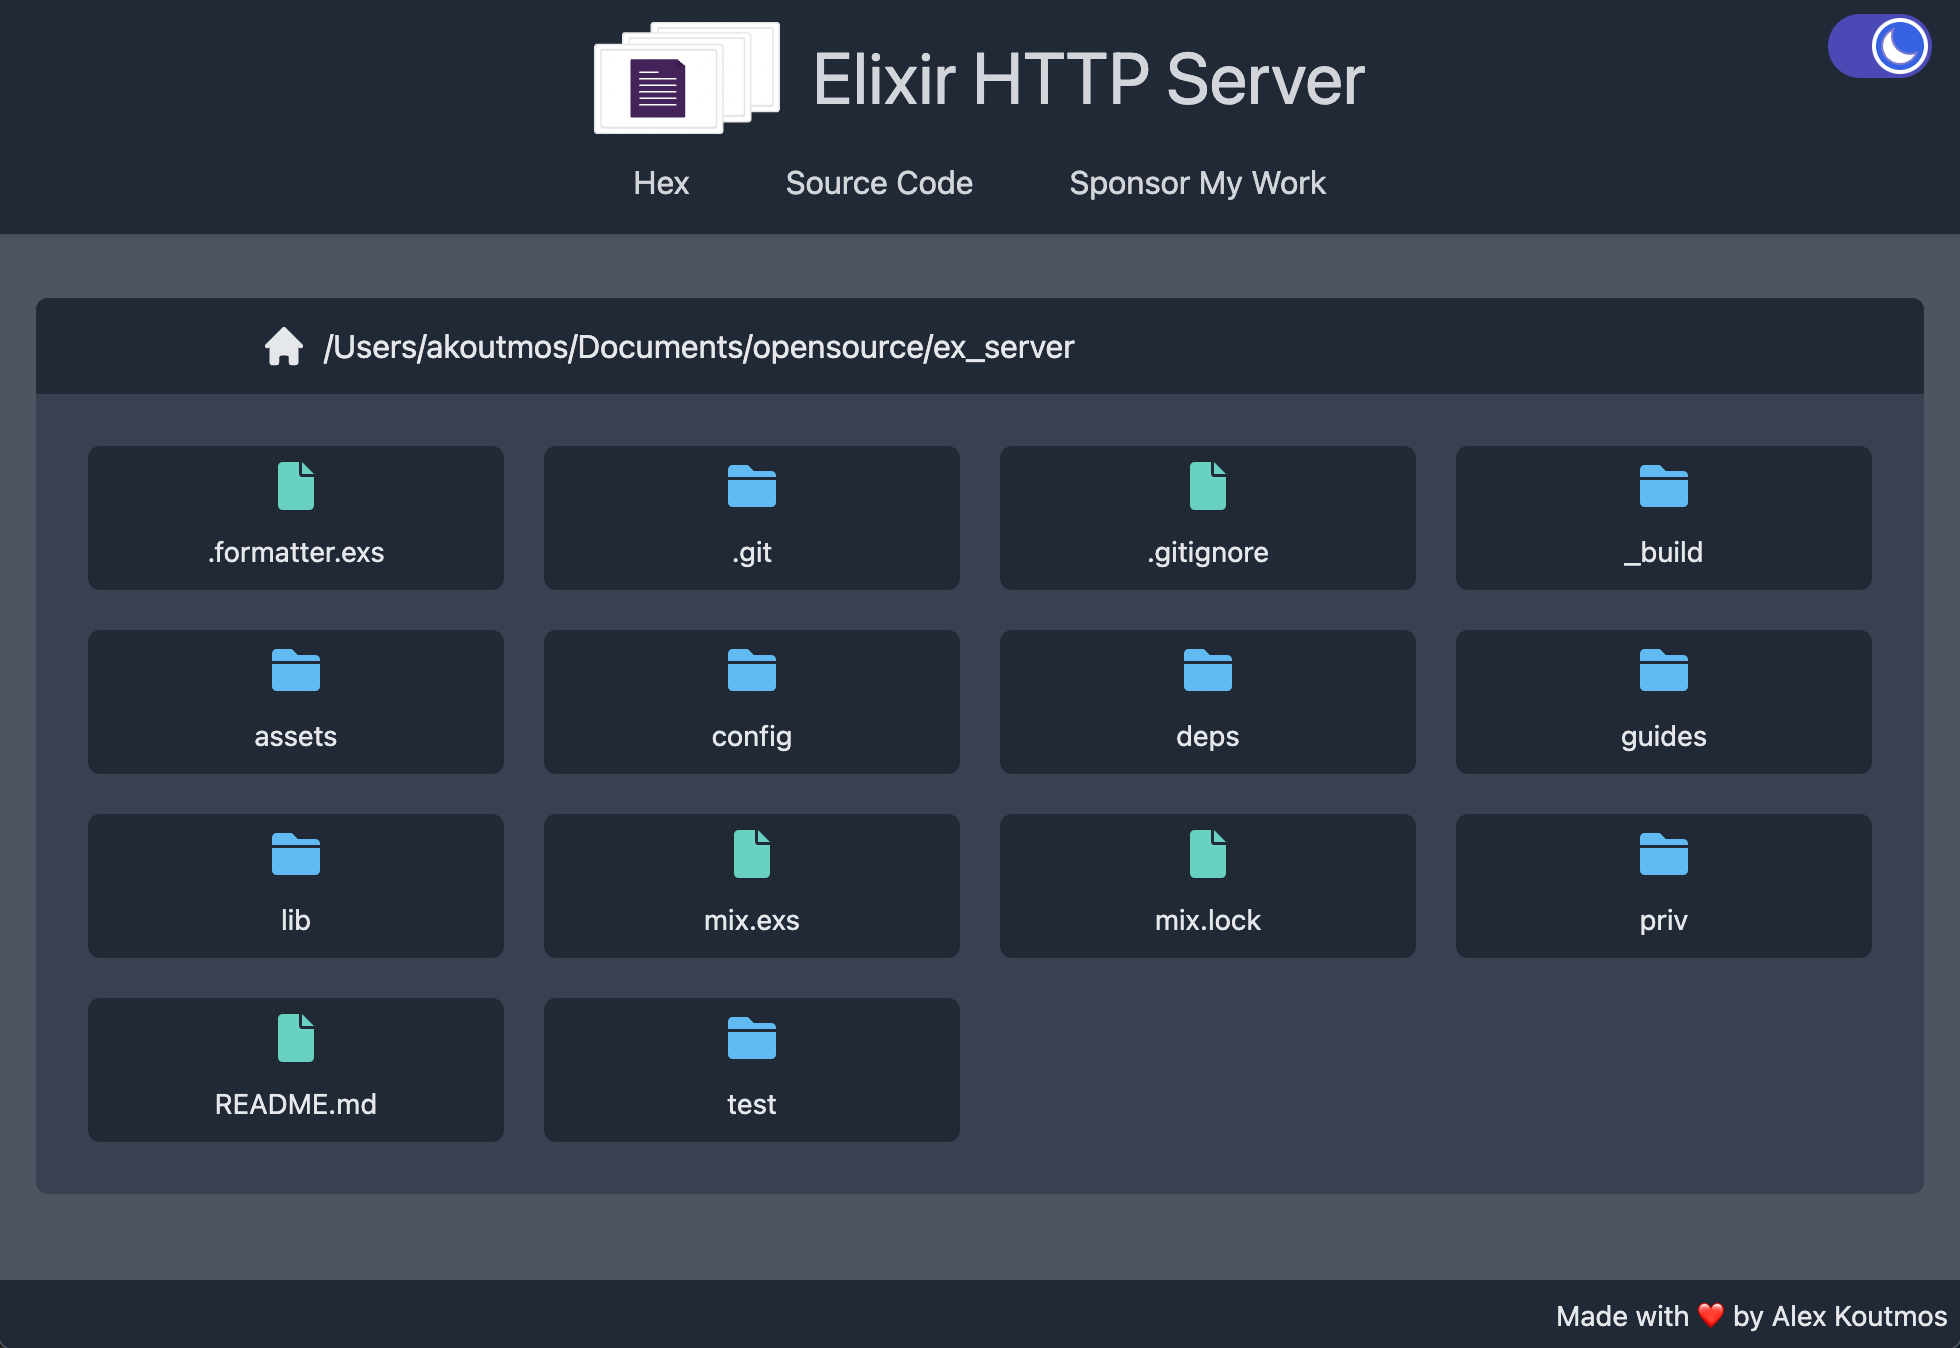 Elixir HTTP Server
Hex Source Code Sponsor My Work
/Users/akoutmos/Documents/opensource/ex_server
.formatter.exs .git .gitignore _build
assets config deps guides
lib mix.exs mix.lock priv
README.md test
Made with ❤️ by Alex Koutmos